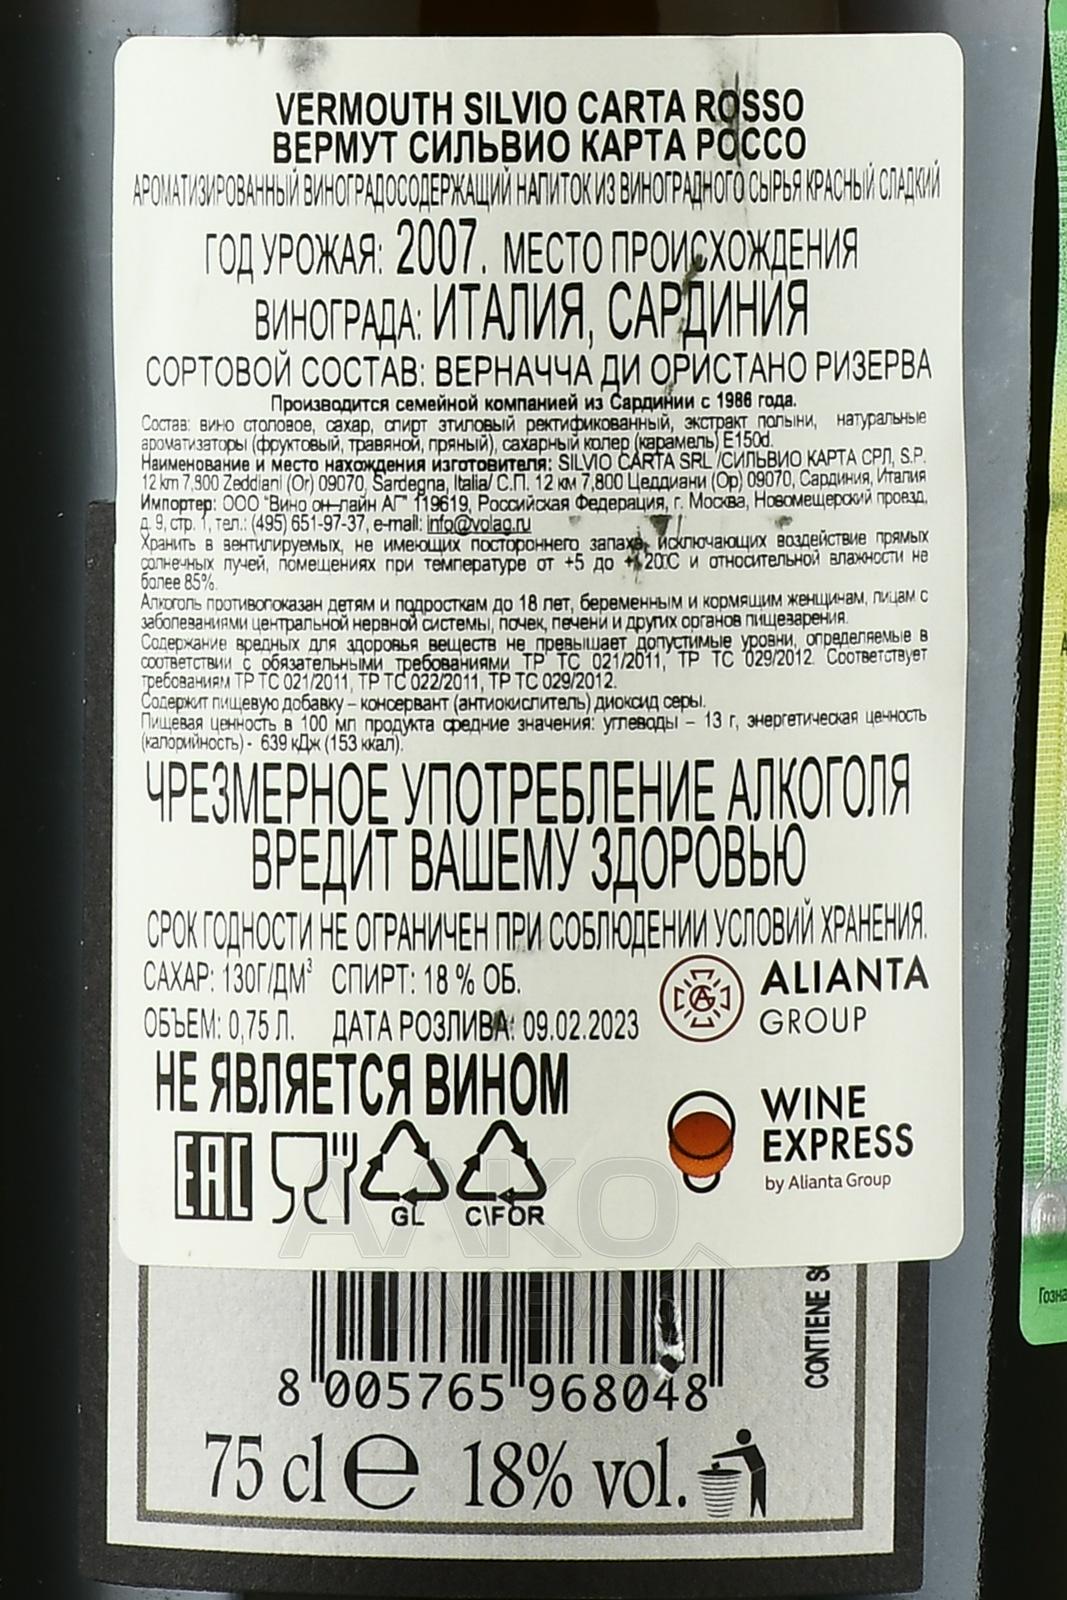 VERMOUTH SILVIO CARTA ROSSO
ВЕРМУТ СИЛЬВИО КАРТА РОССО
АРОМАТИЗИРОВАННЫЙ ВИНОГРАДОСОДЕРЖАЩИЙ НАПИТОК ИЗ ВИНОГРАДНОГО СЫРЬЯ КРАСНЫЙ СЛАДКИЙ
ГОД УРОЖАЯ: 2007. МЕСТО ПРОИСХОЖДЕНИЯ
ВИНОГРАДА: ИТАЛИЯ, САРДИНИЯ
СОРТОВОЙ СОСТАВ: ВЕРНАЧЧА ДИ ОРИСТАНО РИЗЕРВА
Производится семейной компанией из Сардинии с 1986 года.
Состав: вино столовое, сахар, спирт этиловый ректификованный, экстракт полыни, натуральные
ароматизаторы (фруктовый, травяной, пряный), сахарный колер (карамель) Е150d.
Наименование и место нахождения изготовителя: SILVIO CARTA SRL /СИЛЬВИО КАРТА СРЛ, S.P.
12 km 7,800 Zeddiani (Or) 09070, Sardegna, Italia/ С.П. 12 км 7,800 Цеддиани (Ор) 09070, Сардиния, Италия
Импортер: ООО "Вино он-лайн АГ" 119619, Российская Федерация, г. Москва, Новомещерский проезд,
д. 9, стр. 1, тел.: (495) 651-97-37, e-mail: info@volag.ru
Хранить в вентилируемых, не имеющих постороннего запаха, исключающих воздействие прямых
солнечных лучей, помещениях при температуре от +5 до + 20°С и относительной влажности не
более 85%.
Алкоголь противопоказан детям и подросткам до 18 лет, беременным и кормящим женщинам, лицам с
заболеваниями центральной нервной системы, почек, печени и других органов пищеварения.
Содержание вредных для здоровья веществ не превышает допустимые уровни, определяемые в
соответствии с обязательными требованиями ТР ТС 021/2011, ТР ТС 029/2012. Соответствует
требованиям ТР ТС 021/2011, ТР ТС 022/2011, ТР ТС 029/2012.
Содержит пищевую добавку – консервант (антиокислитель) диоксид серы.
Пищевая ценность в 100 мл продукта средние значения: углеводы – 13 г, энергетическая ценность
(калорийность) - 639 кДж (153 ккал).
ЧРЕЗМЕРНОЕ УПОТРЕБЛЕНИЕ АЛКОГОЛЯ
ВРЕДИТ ВАШЕМУ ЗДОРОВЬЮ
СРОК ГОДНОСТИ НЕ ОГРАНИЧЕН ПРИ СОБЛЮДЕНИИ УСЛОВИЙ ХРАНЕНИЯ.
САХАР: 130Г/ДМ³ СПИРТ: 18 % ОБ.
ОБЪЕМ: 0,75 Л. ДАТА РОЗЛИВА: 09.02.2023
ALIANTA
GROUP
НЕ ЯВЛЯЕТСЯ ВИНОМ
WINE
EXPRESS
by Alianta Group
EAC
GL C\FOR
ААКО
CONTIENE
8 005765 968048
75 cl e 18% vol.